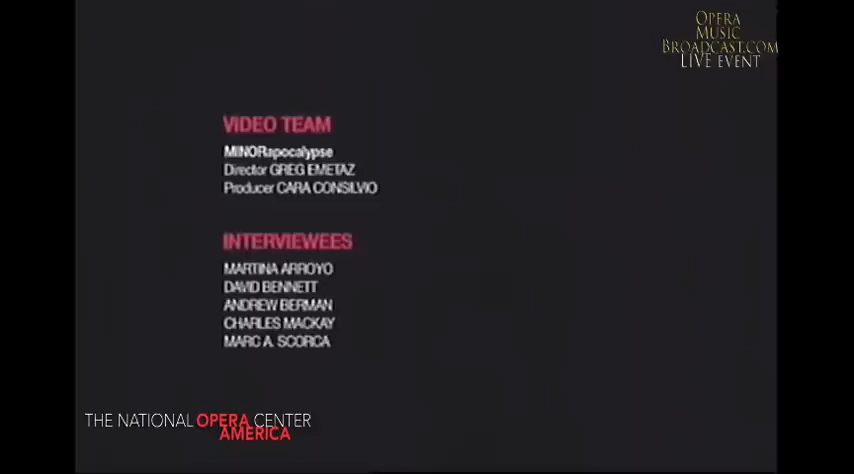 OPERA
MUSIC
BROADCAST.COM
LIVE EVENT
VIDEO TEAM
MINORapocalypse
Director GREG EMETAZ
Producer CARA CONSILVIO
INTERVIEWEES
MARTINA ARROYO
DAVID BENNETT
ANDREW BERMAN
CHARLES MACKAY
MARC A. SCORCA
THE NATIONAL OPERA CENTER
AMERICA